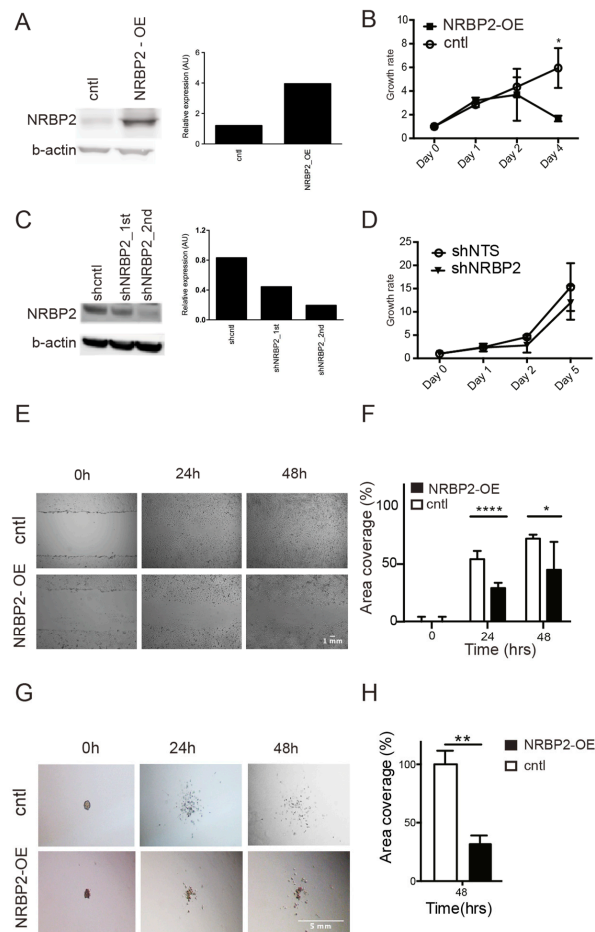 A
cntl
NRBP2 - OE
NRBP2
b-actin
Relative expression (AU)
6
4
2
0
cntl
NRBP2_OE
B
NRBP2-OE
cntl
Growth rate
10
8
6
4
2
0
*
Day 0
Day 1
Day 2
Day 4
C
shcntl
shNRBP2_1st
shNRBP2_2nd
NRBP2
b-actin
Relative expression (AU)
1.2
0.8
0.4
0.0
shcntl
shNRBP2_1st
shNRBP2_2nd
D
shNTS
shNRBP2
Growth rate
25
20
15
10
5
0
Day 0
Day 1
Day 2
Day 5
E
0h
24h
48h
cntl
NRBP2- OE
1 mm
F
NRBP2-OE
cntl
Area coverage (%)
100
50
0
****
*
0
24
48
Time (hrs)
G
0h
24h
48h
cntl
NRBP2-OE
5 mm
H
NRBP2-OE
cntl
Area coverage (%)
100
50
0
**
48
Time(hrs)